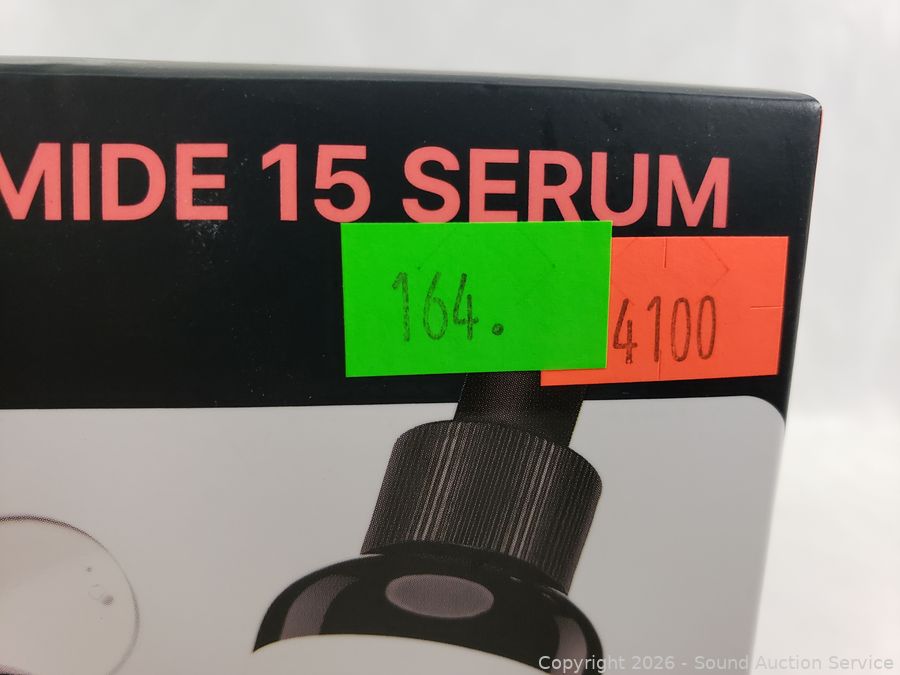 MIDE 15 SERUM
164.
4100
Copyright 2026 - Sound Auction Service